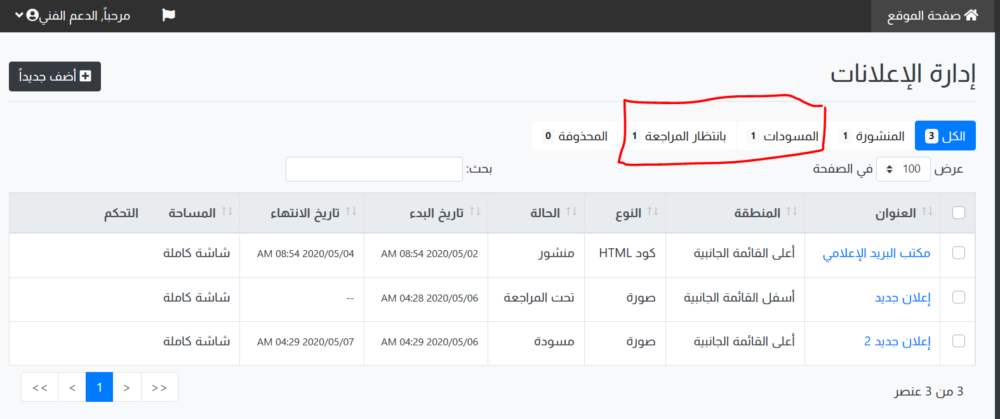 صفحة الموقع
مرحباً, الدعم الفني
إدارة الإعلانات
أضف جديداً
الكل 3 المنشورة 1 المسودات 1 بانتظار المراجعة 1 المحذوفة 0
عرض 100 في الصفحة بحث:
العنوان المنطقة النوع الحالة تاريخ البدء تاريخ الانتهاء المساحة التحكم
مكتب البريد الإعلامي أعلى القائمة الجانبية كود HTML منشور 2020/05/02 08:54 AM 2020/05/04 08:54 AM شاشة كاملة
إعلان جديد أسفل القائمة الجانبية صورة تحت المراجعة 2020/05/06 04:28 AM -- شاشة كاملة
إعلان جديد 2 أعلى القائمة الجانبية صورة مسودة 2020/05/06 04:29 AM 2020/05/07 04:29 AM شاشة كاملة
3 من 3 عنصر
<< < 1 > >>